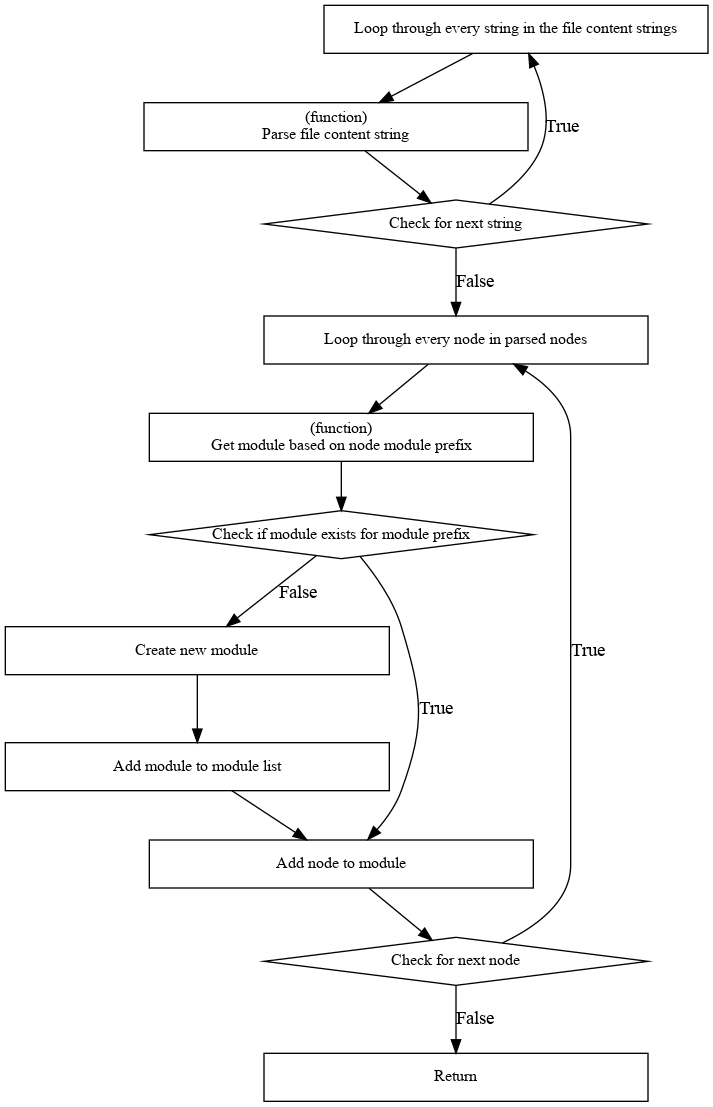 Loop through every string in the file content strings
(function)
Parse file content string
True
Check for next string
False
Loop through every node in parsed nodes
(function)
Get module based on node module prefix
Check if module exists for module prefix
False
Create new module
True
True
Add module to module list
Add node to module
Check for next node
False
Return